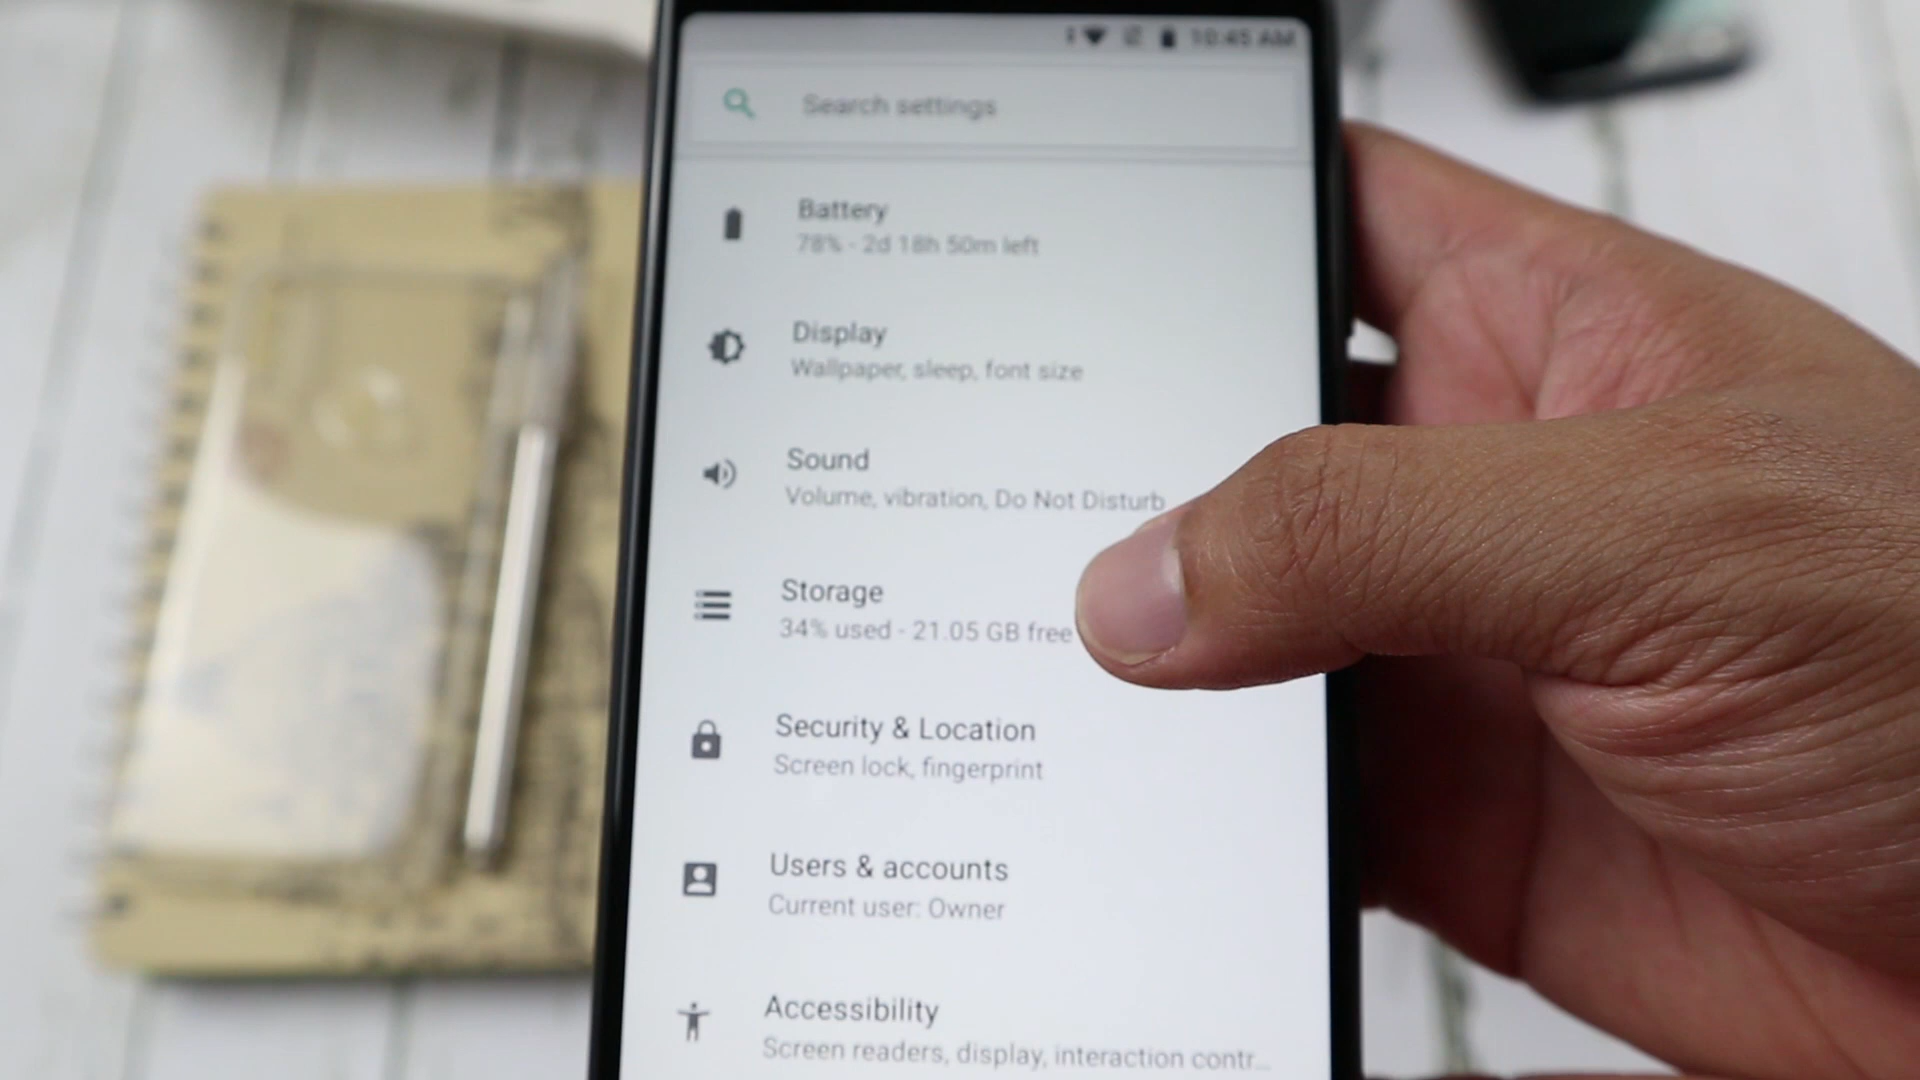 10:45 AM
Search settings
Battery
78% - 2d 18h 50m left
Display
Wallpaper, sleep, font size
Sound
Volume, vibration, Do Not Disturb
Storage
34% used - 21.05 GB free
Security & Location
Screen lock, fingerprint
Users & accounts
Current user: Owner
Accessibility
Screen readers, display, interaction contr...